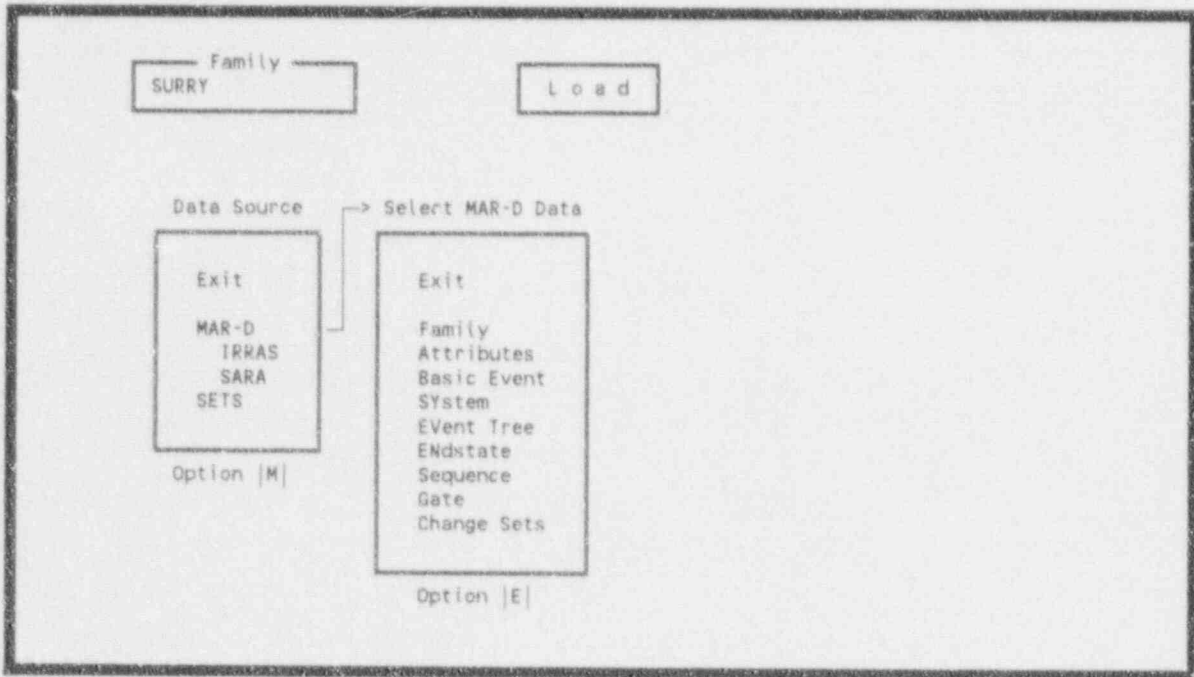 Family
SURRY
L o a d
Data Source
Exit
MAR-D
IRRAS
SARA
SETS
Option |M|
-> Select MAR-D Data
Exit
Family
Attributes
Basic Event
SYstem
EVent Tree
ENdstate
Sequence
Gate
Change Sets
Option |E|